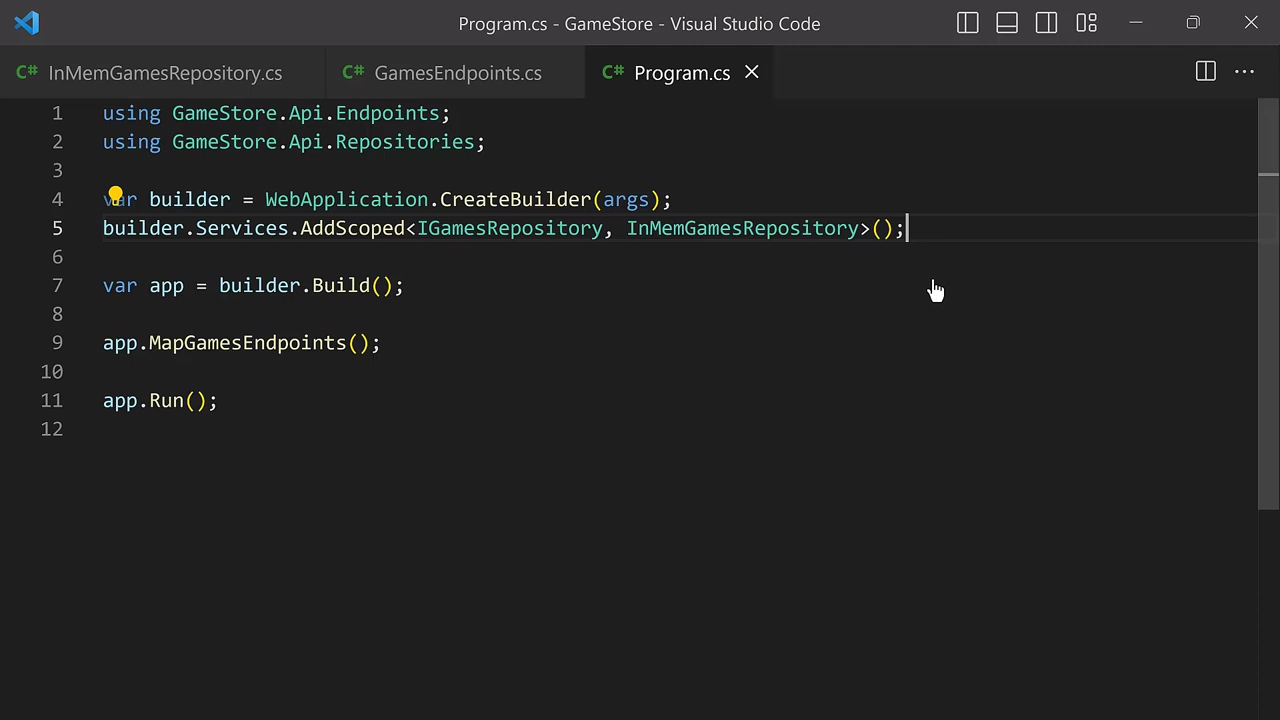 Program.cs - GameStore - Visual Studio Code
C# InMemGamesRepository.cs C# GamesEndpoints.cs C# Program.cs
1 using GameStore.Api.Endpoints;
2 using GameStore.Api.Repositories;
3
4 var builder = WebApplication.CreateBuilder(args);
5 builder.Services.AddScoped<IGamesRepository, InMemGamesRepository>();
6
7 var app = builder.Build();
8
9 app.MapGamesEndpoints();
10
11 app.Run();
12